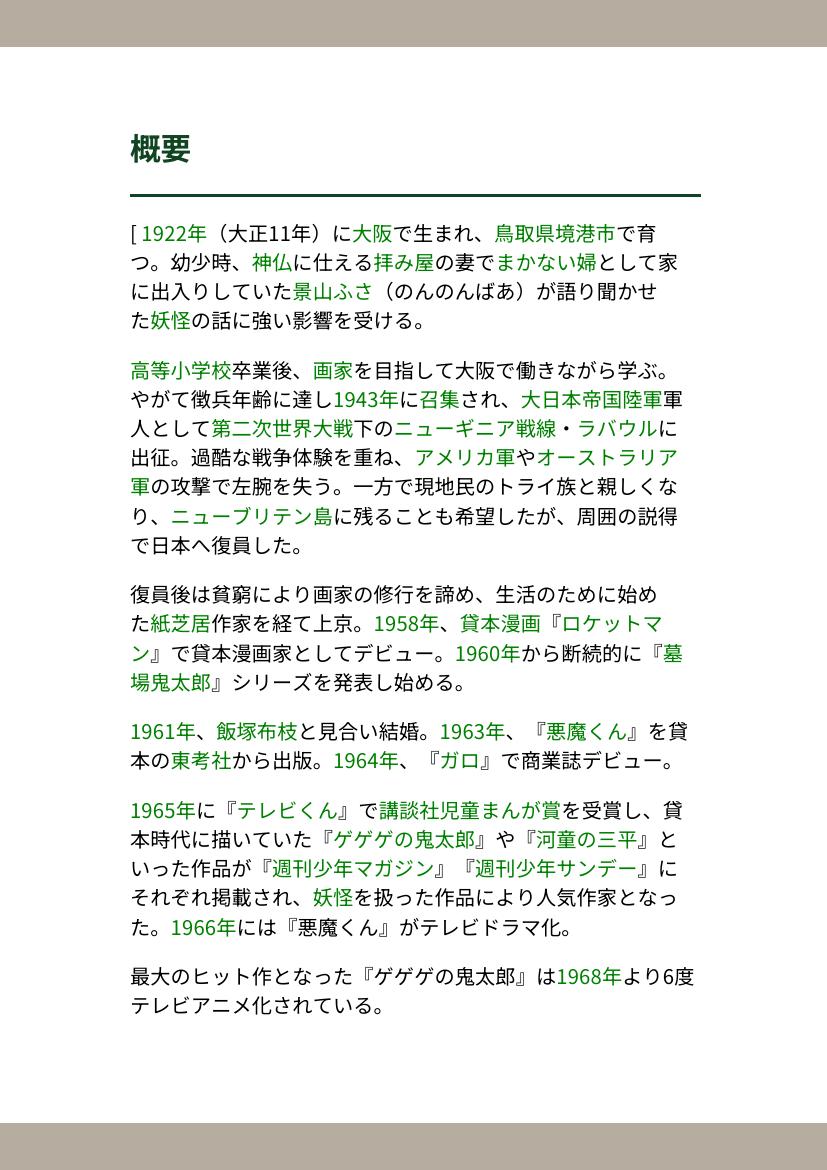 概要
[ 1922年（大正11年）に大阪で生まれ、鳥取県境港市で育
つ。幼少時、神仏に仕える拝み屋の妻でまかない婦として家
に出入りしていた景山ふさ（のんのんばあ）が語り聞かせ
た妖怪の話に強い影響を受ける。
高等小学校卒業後、画家を目指して大阪で働きながら学ぶ。
やがて徴兵年齢に達し1943年に召集され、大日本帝国陸軍軍
人として第二次世界大戦下のニューギニア戦線・ラバウルに
出征。過酷な戦争体験を重ね、アメリカ軍やオーストラリア
軍の攻撃で左腕を失う。一方で現地民のトライ族と親しくな
り、ニューブリテン島に残ることも希望したが、周囲の説得
で日本へ復員した。
復員後は貧窮により画家の修行を諦め、生活のために始め
た紙芝居作家を経て上京。1958年、貸本漫画『ロケットマ
ン』で貸本漫画家としてデビュー。1960年から断続的に『墓
場鬼太郎』シリーズを発表し始める。
1961年、飯塚布枝と見合い結婚。1963年、『悪魔くん』を貸
本の東考社から出版。1964年、『ガロ』で商業誌デビュー。
1965年に『テレビくん』で講談社児童まんが賞を受賞し、貸
本時代に描いていた『ゲゲゲの鬼太郎』や『河童の三平』と
いった作品が『週刊少年マガジン』『週刊少年サンデー』に
それぞれ掲載され、妖怪を扱った作品により人気作家となっ
た。1966年には『悪魔くん』がテレビドラマ化。
最大のヒット作となった『ゲゲゲの鬼太郎』は1968年より6度
テレビアニメ化されている。